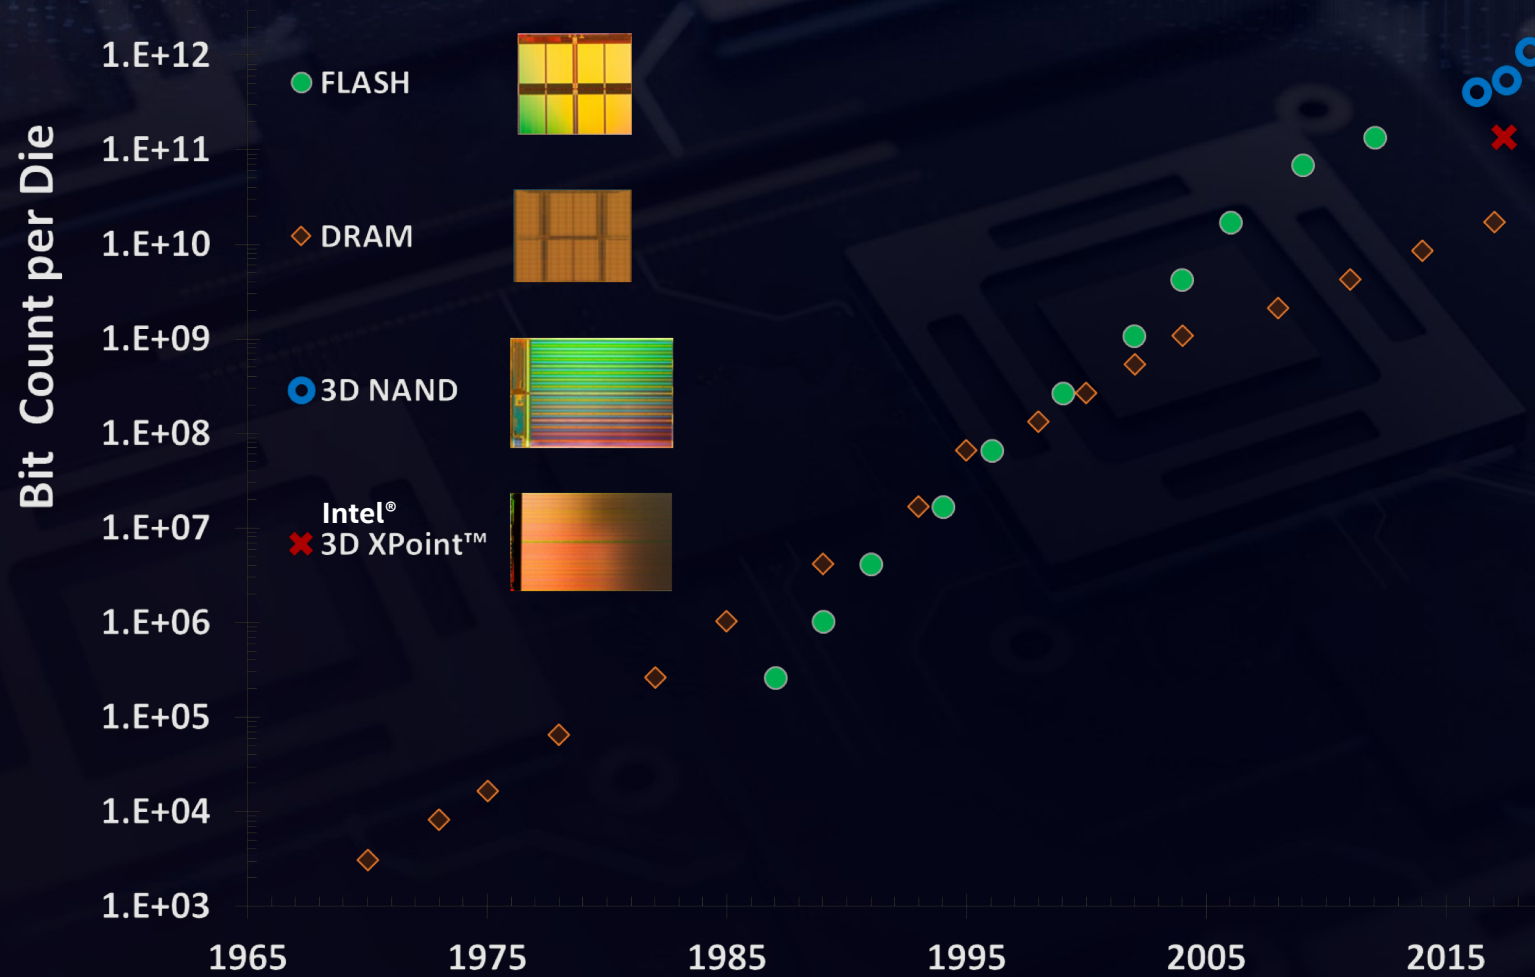 Bit Count per Die
1.E+12
1.E+11
1.E+10
1.E+09
1.E+08
1.E+07
1.E+06
1.E+05
1.E+04
1.E+03
FLASH
DRAM
3D NAND
Intel®
3D XPoint™
1965 1975 1985 1995 2005 2015